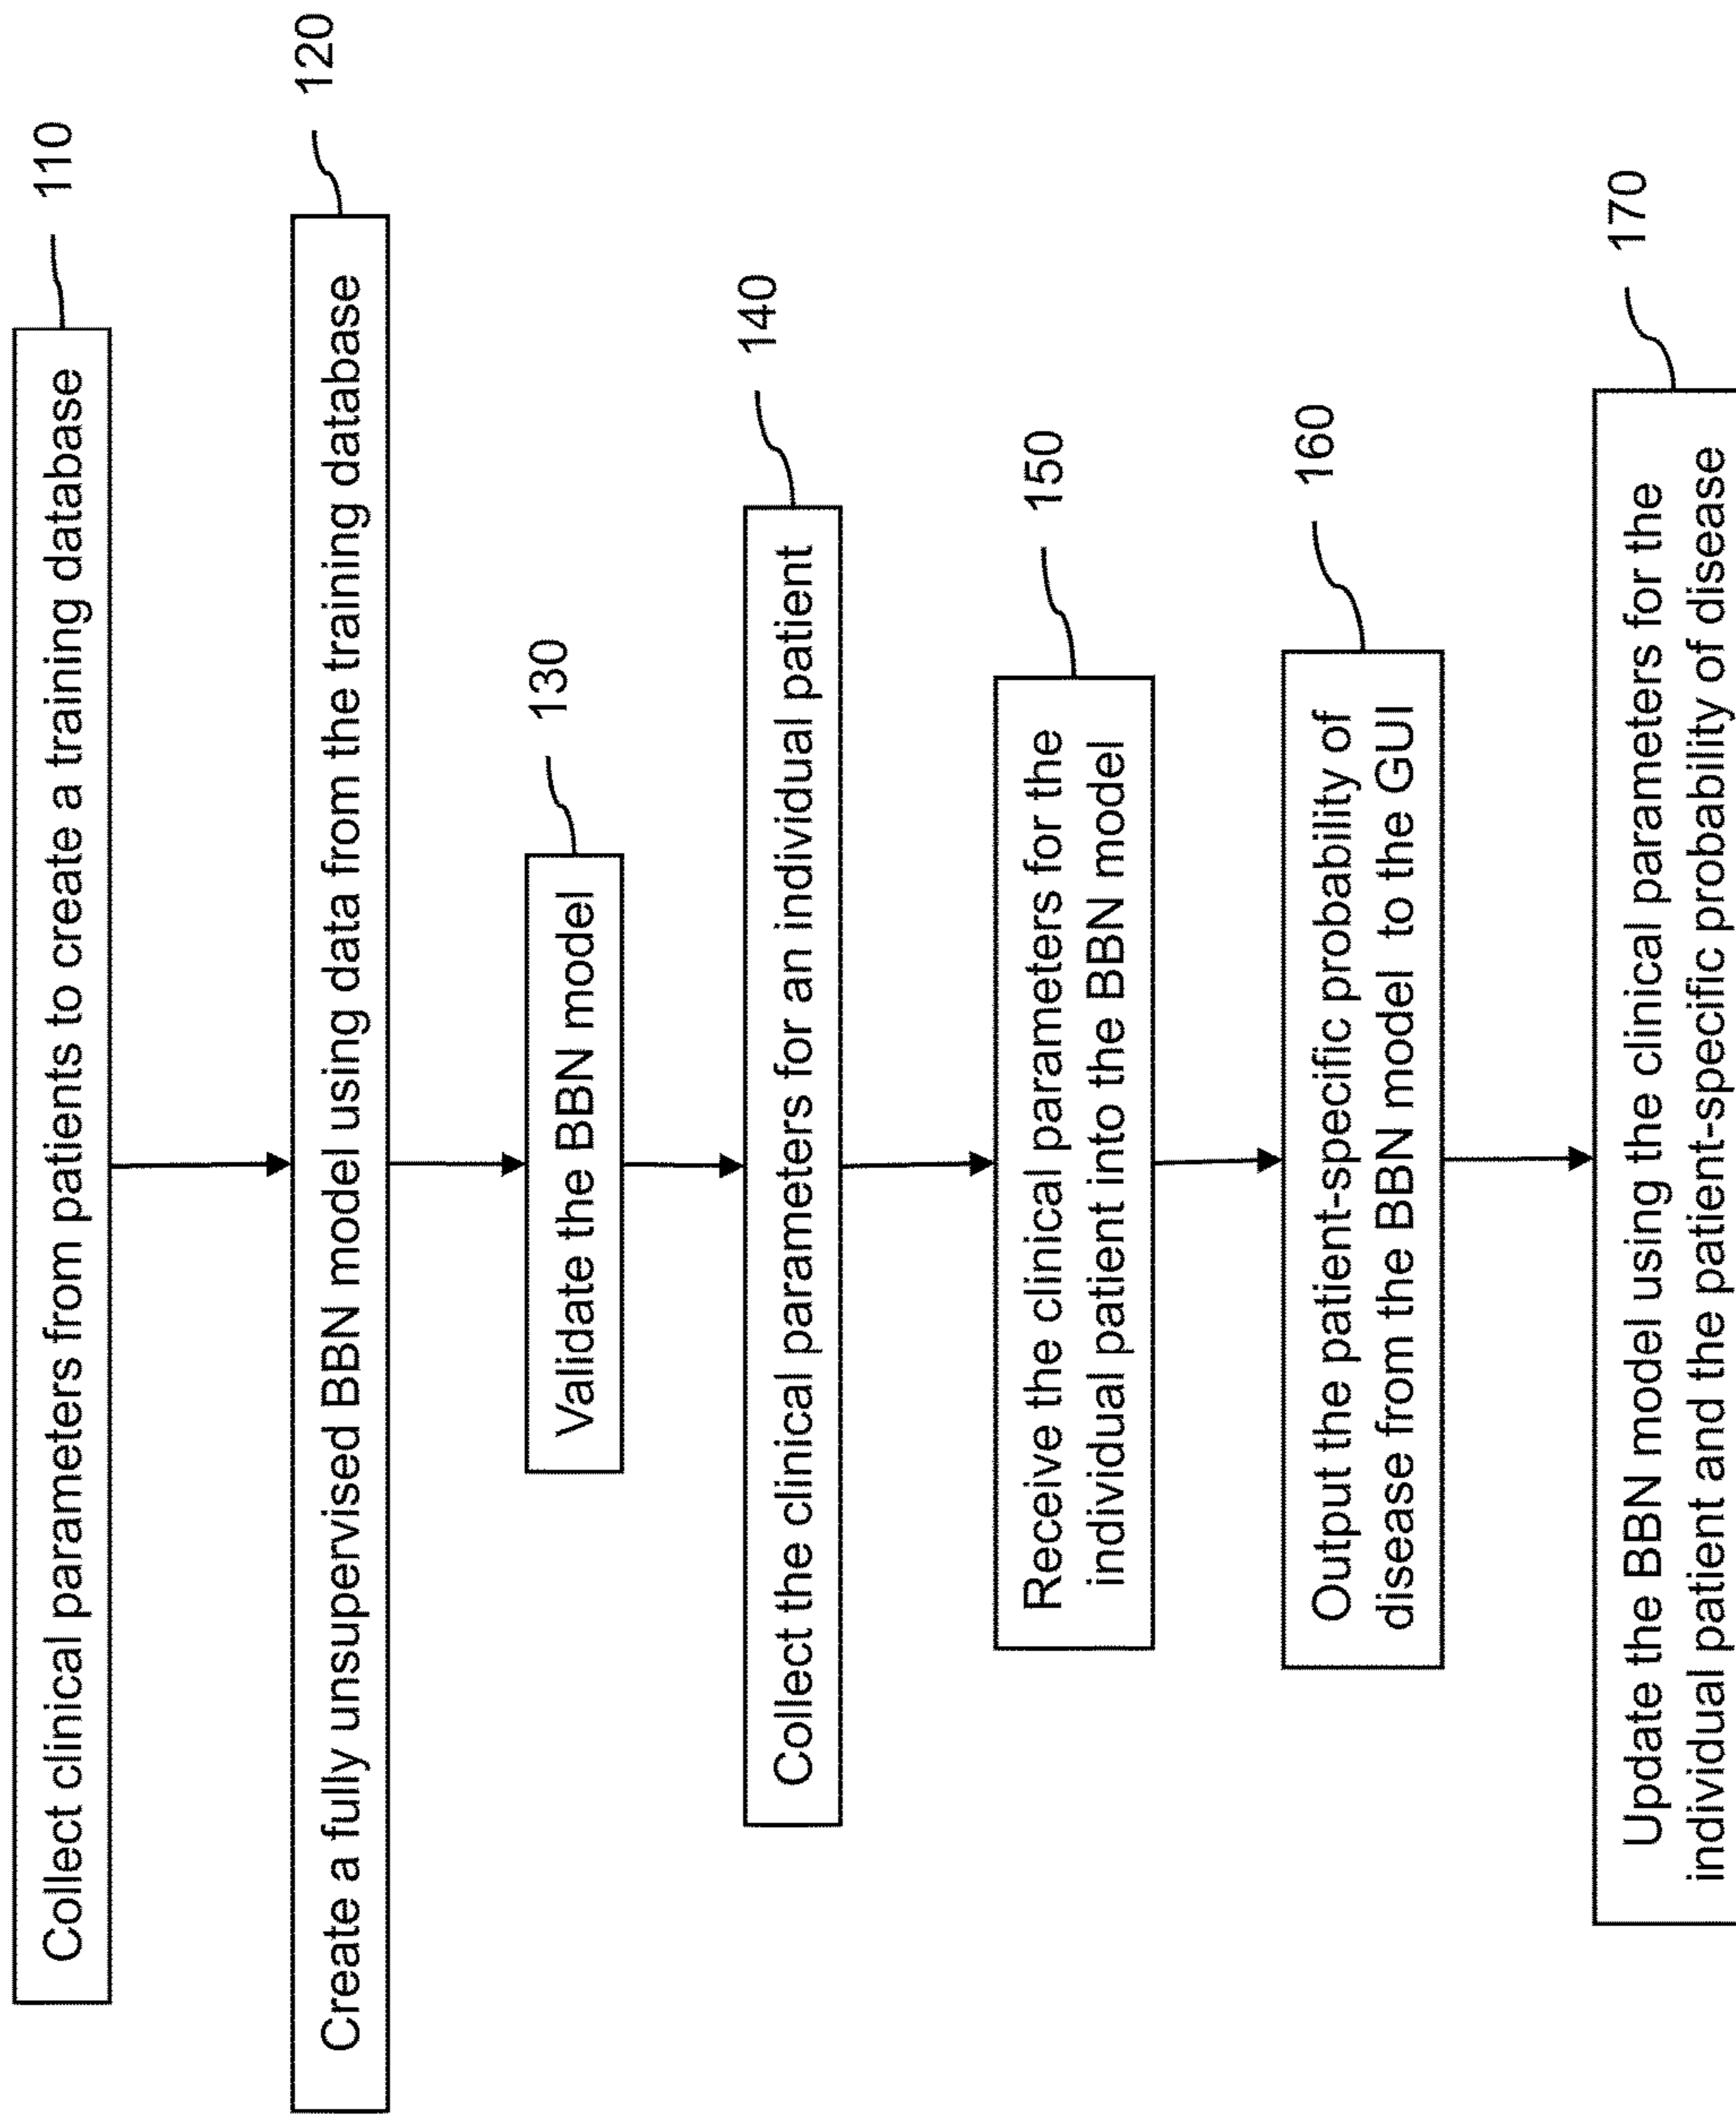 Collect clinical parameters from patients to create a training database
110
Create a fully unsupervised BBN model using data from the training database
120
Validate the BBN model
130
Collect the clinical parameters for an individual patient
140
Receive the clinical parameters for the
individual patient into the BBN model
150
Output the patient-specific probability of
disease from the BBN model to the GUI
160
Update the BBN model using the clinical parameters for the
individual patient and the patient-specific probability of disease
170